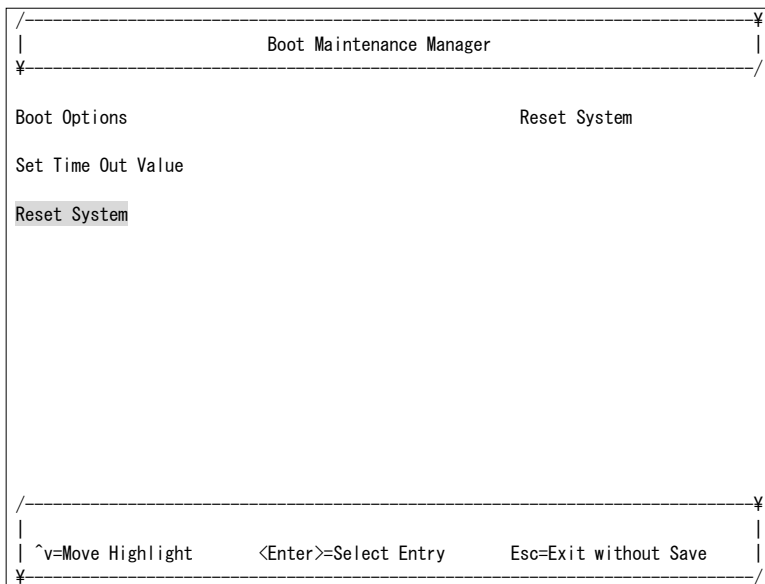 /------------------------------------------------------------------------------¥
| Boot Maintenance Manager |
¥------------------------------------------------------------------------------/
Boot Options Reset System
Set Time Out Value
Reset System
/------------------------------------------------------------------------------¥
| |
| ^v=Move Highlight <Enter>=Select Entry Esc=Exit without Save |
¥------------------------------------------------------------------------------/